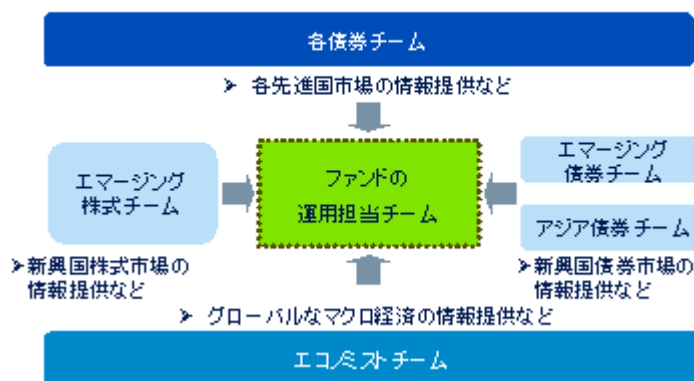 各債券チーム
➢ 各先進国市場の情報提供など
エマージング
株式チーム
ファンドの
運用担当チーム
エマージング
債券チーム
アジア債券チーム
➢新興国株式市場の
情報提供など
➢新興国債券市場の
情報提供など
➢ グローバルなマクロ経済の情報提供など
エコノミストチーム